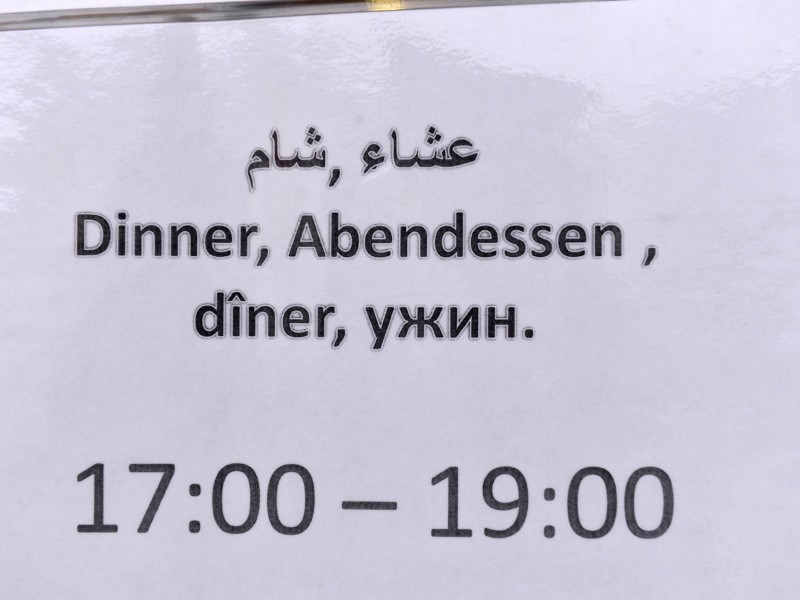 عشاء ,شام
Dinner, Abendessen ,
dîner, ужин.
17:00 – 19:00